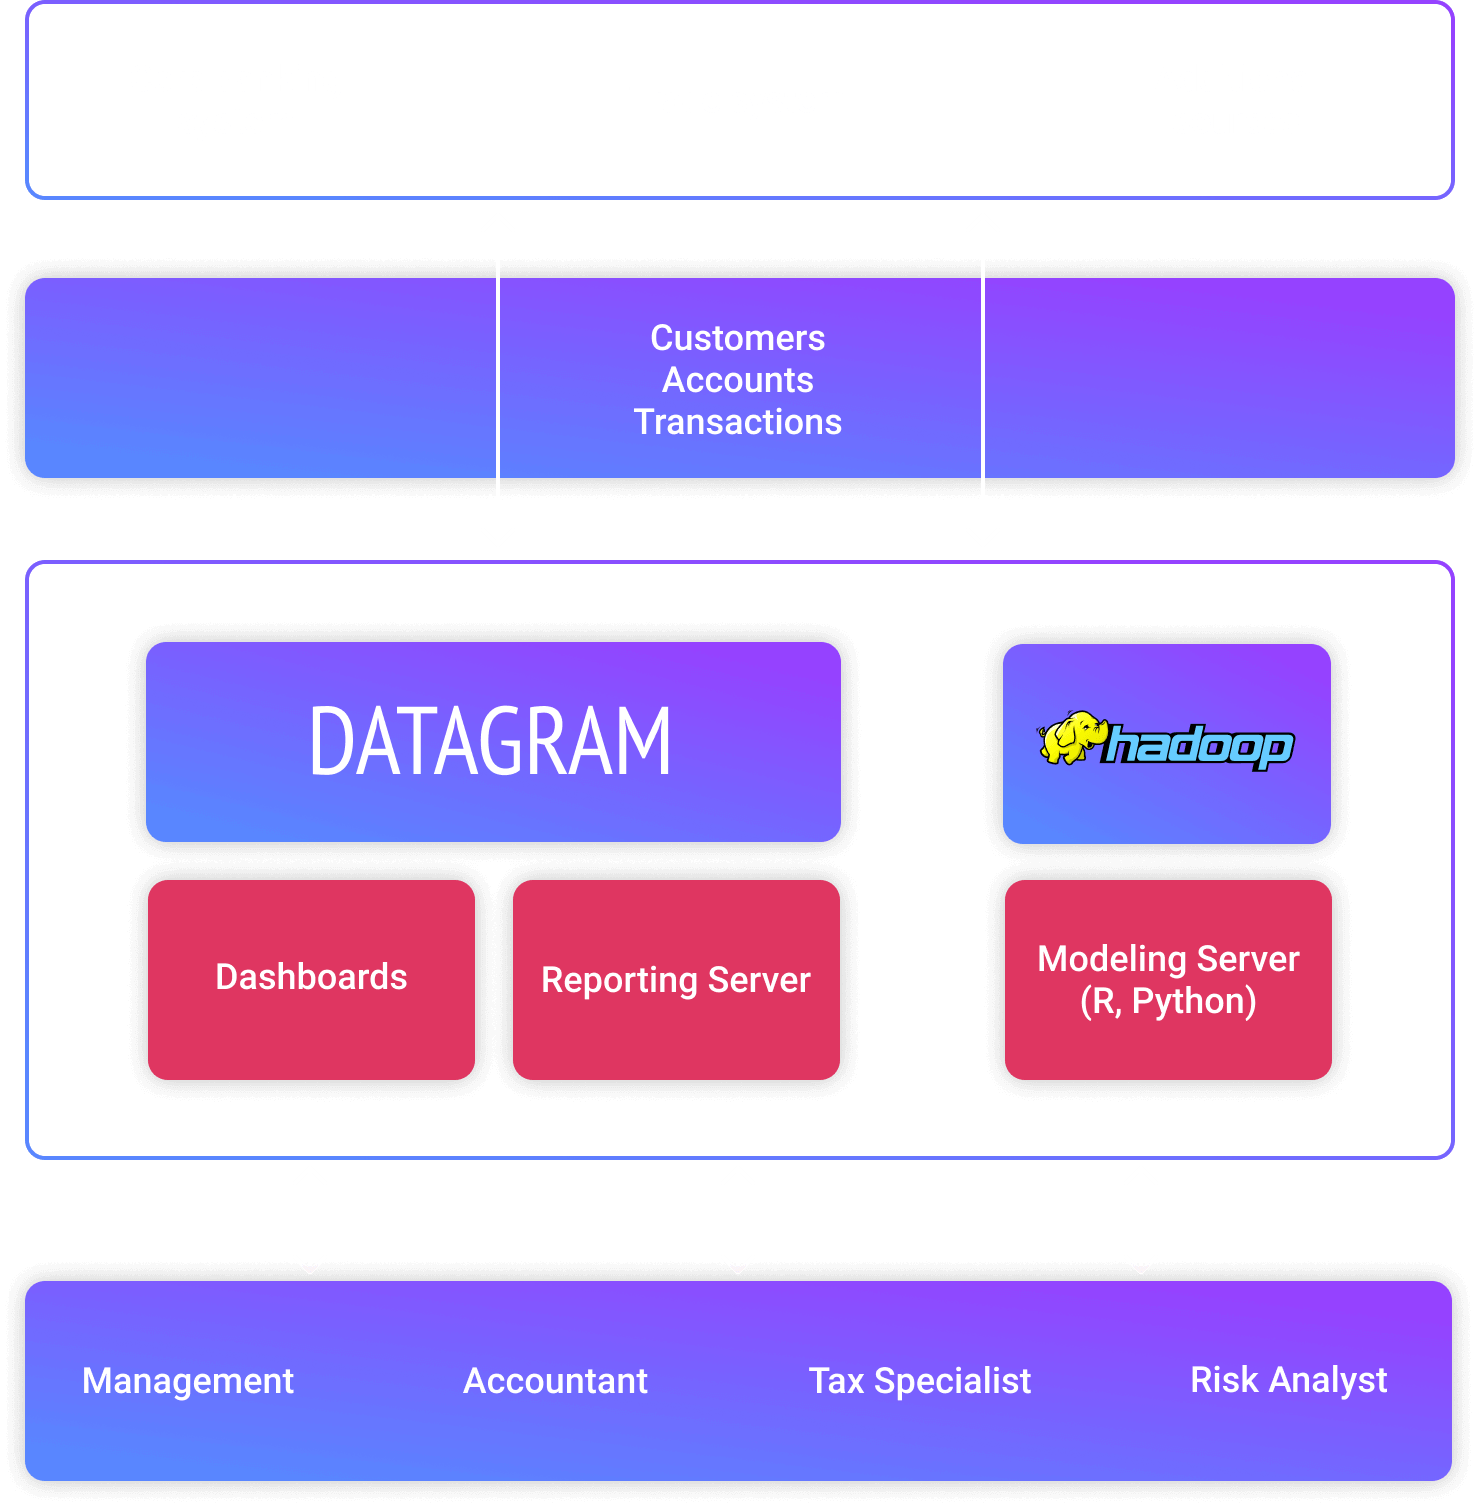 Customers
Accounts
Transactions
DATAGRAM
hadoop
Dashboards
Reporting Server
Modeling Server
(R, Python)
Management
Accountant
Tax Specialist
Risk Analyst